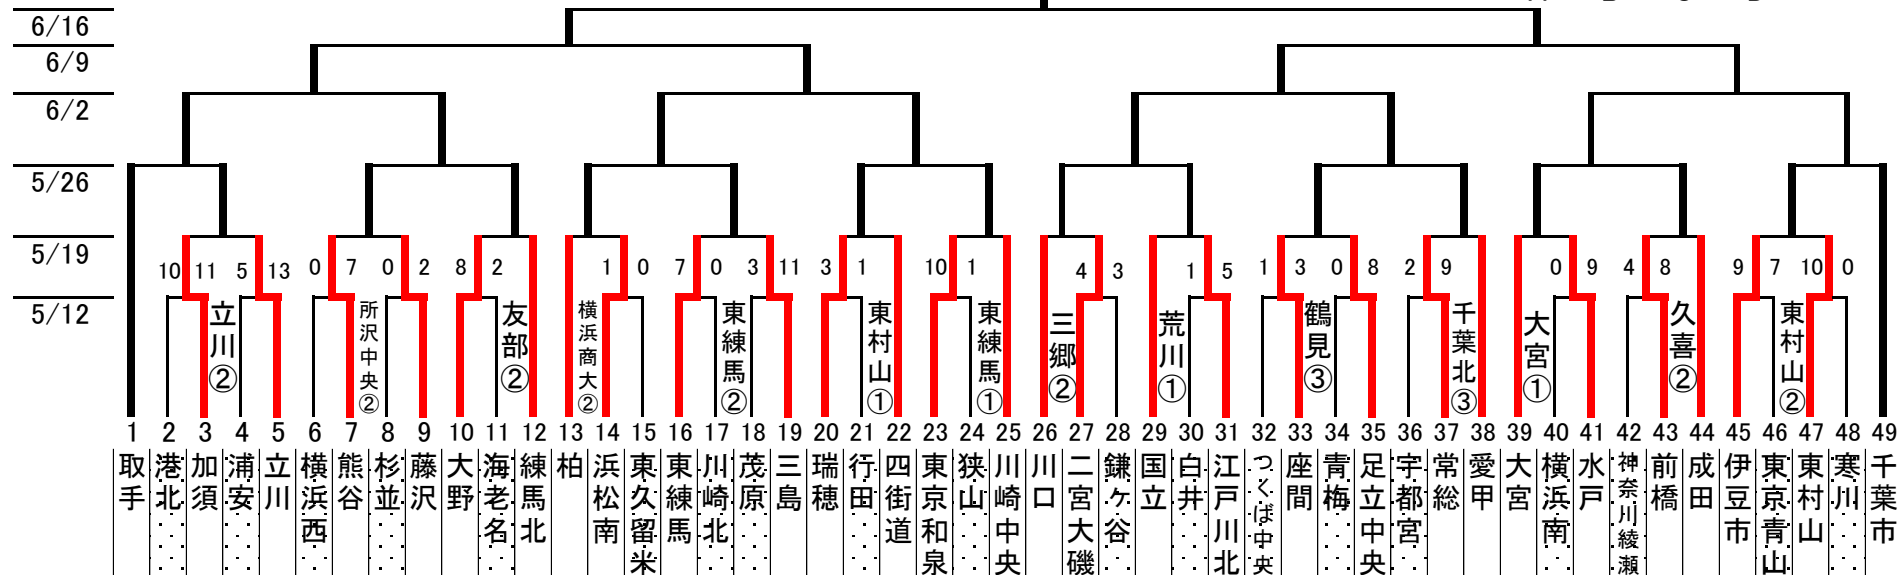 6/16
6/9
6/2
5/26
5/19
5/12
10 11 5 13 0 7 0 2 8 2 1 0 7 0 3 11 3 1 10 1 4 3 1 5 1 3 0 8 2 9 0 9 4 8 9 7 10 0
立川②
所沢中央②
友部②
横浜商大②
東練馬②
東村山①
東練馬①
三郷②
荒川①
鶴見③
千葉北③
大宮①
久喜②
東村山②
1 2 3 4 5 6 7 8 9 10 11 12 13 14 15 16 17 18 19 20 21 22 23 24 25 26 27 28 29 30 31 32 33 34 35 36 37 38 39 40 41 42 43 44 45 46 47 48 49
取手
港北
加須
浦安
立川
横浜西
熊谷
杉並
藤沢
大野
海老名
練馬北
柏
浜松南
東久留米
東練馬
川崎北
茂原
三島
瑞穂
行田
四街道
東京和泉
狭山
川崎中央
川口
二宮大磯
鎌ヶ谷
国立
白井
江戸川北
つくば中央
座間
青梅
足立中央
宇都宮
常総
愛甲
大宮
横浜南
水戸
神奈川綾瀬
前橋
成田
伊豆市
東京青山
東村山
寒川
千葉市